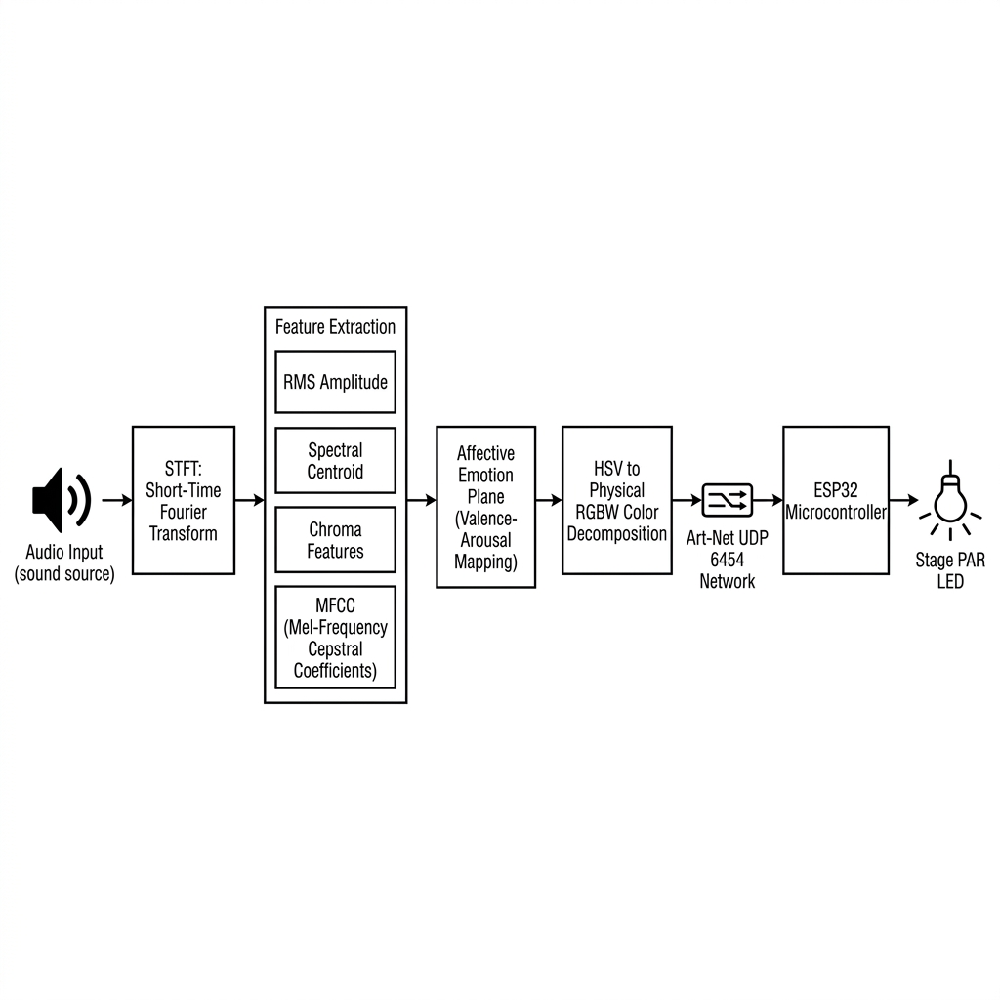 Audio Input
(sound source)
STFT:
Short-Time
Fourier
Transform
Feature Extraction
RMS Amplitude
Spectral
Centroid
Chroma
Features
MFCC
(Mel-Frequency
Cepstral
Coefficients)
Affective
Emotion
Plane
(Valence-
Arousal
Mapping)
HSV to
Physical
RGBW Color
Decomposition
Art-Net UDP
6454
Network
ESP32
Microcontroller
Stage PAR
LED